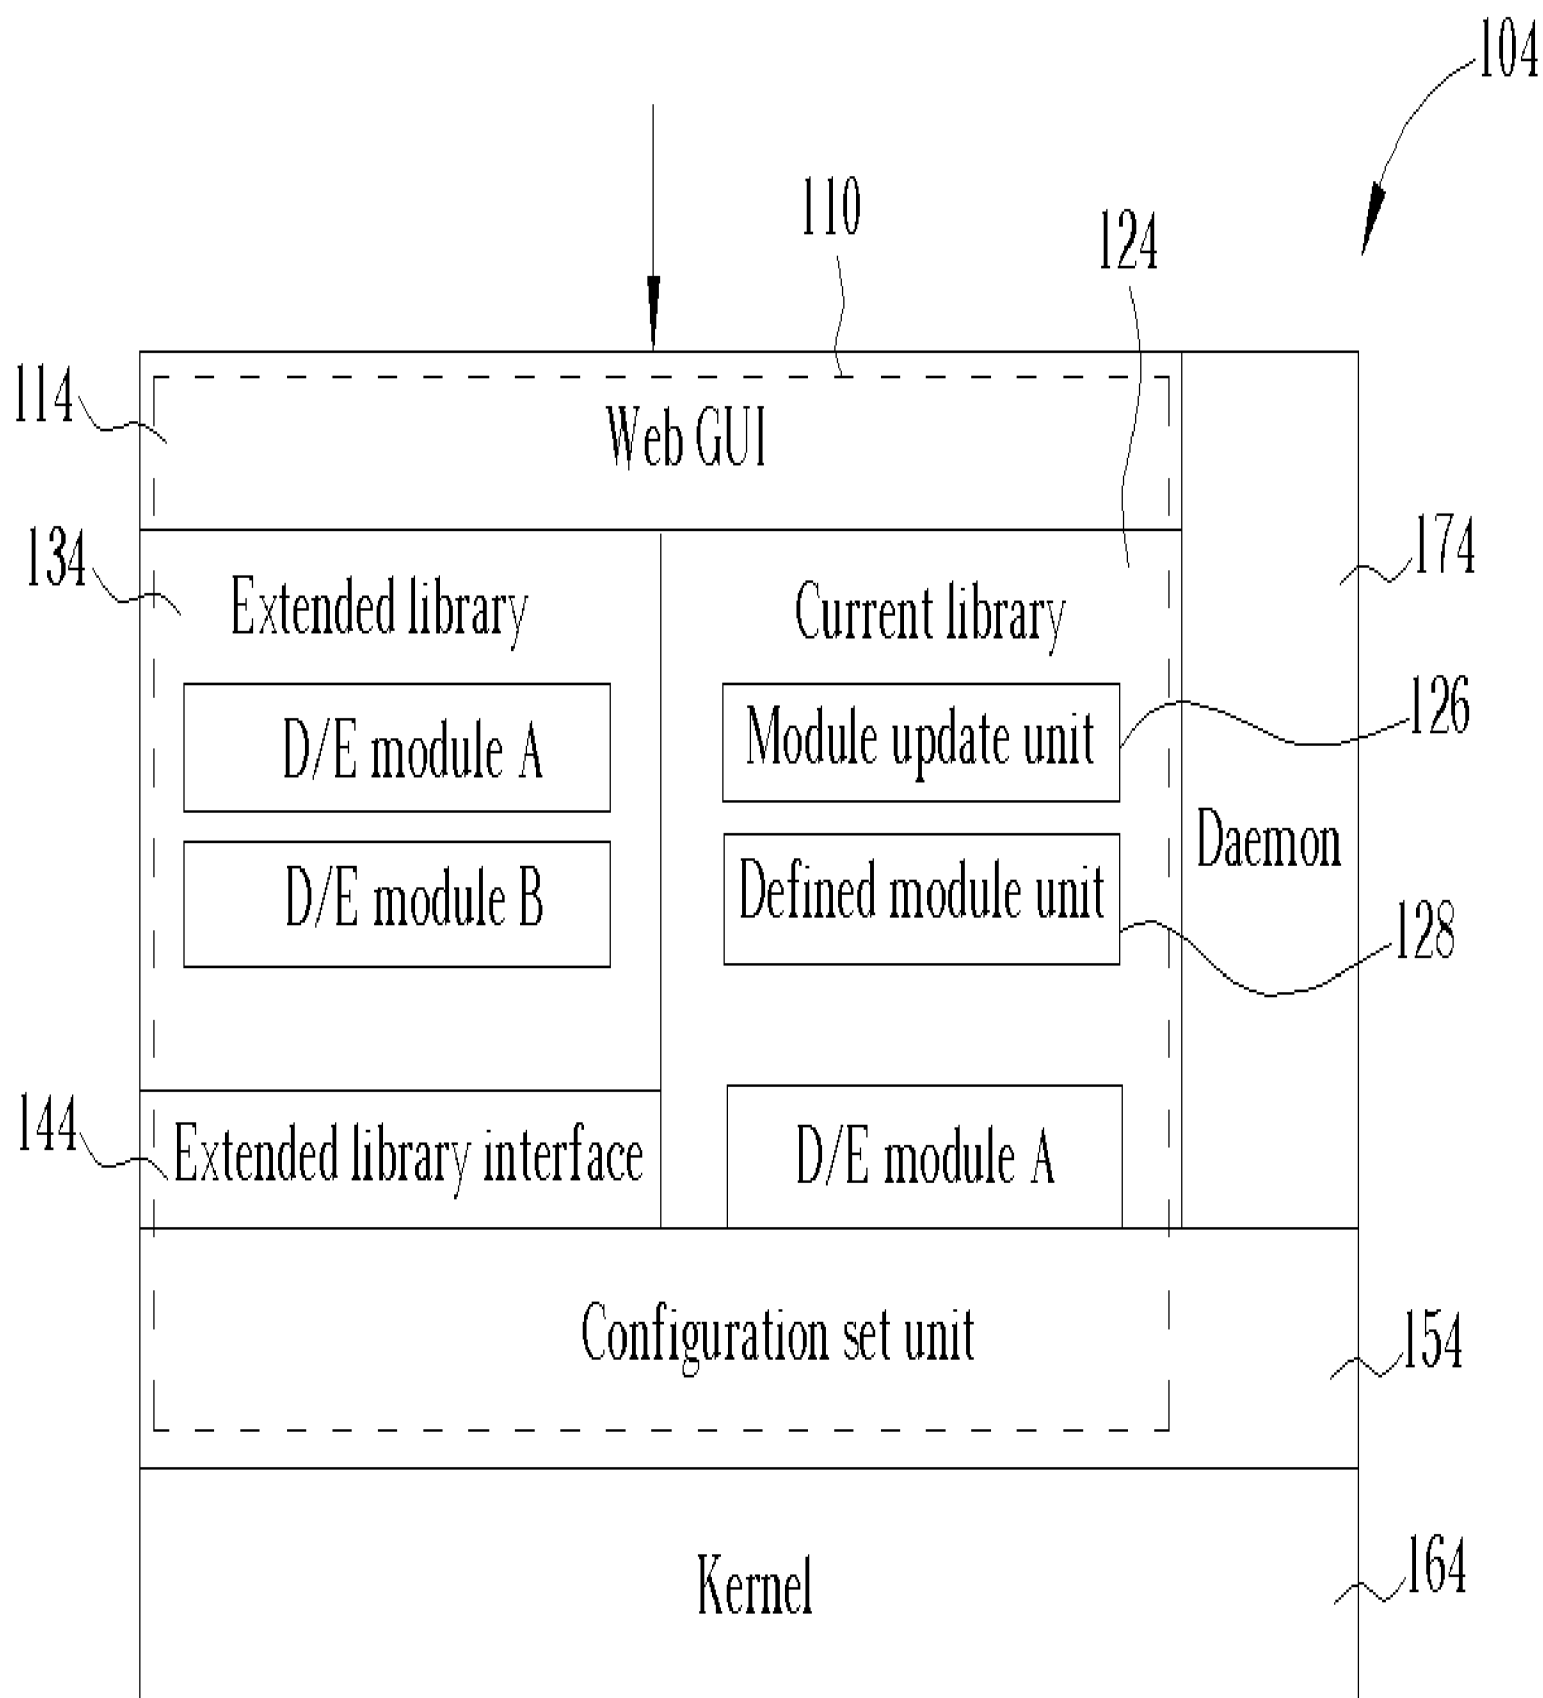 104
110
124
114
Web GUI
134
174
Extended library
Current library
126
D/E module A
Module update unit
Daemon
D/E module B
Defined module unit
128
144
Extended library interface
D/E module A
Configuration set unit
154
Kernel
164